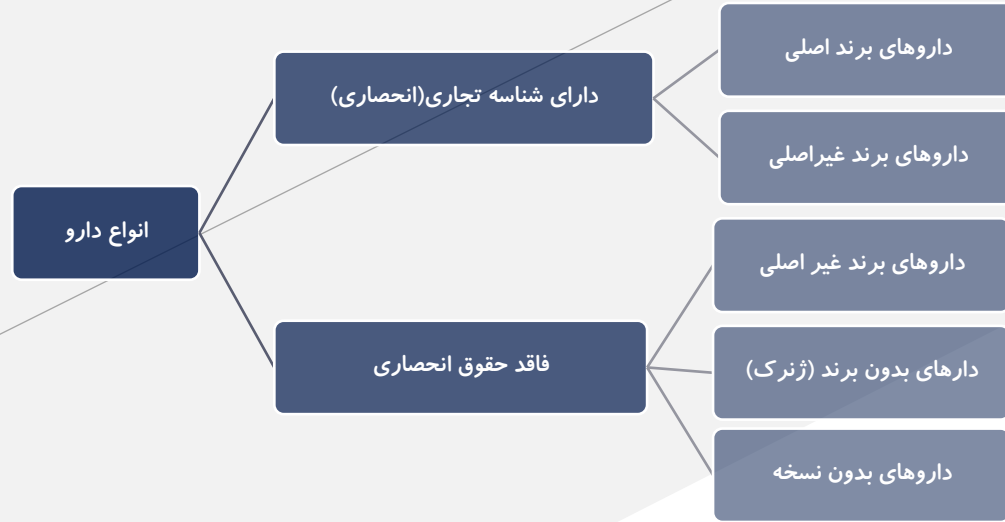 انواع دارو
دارای شناسه تجاری(انحصاری)
داروهای برند اصلی
داروهای برند غیراصلی
فاقد حقوق انحصاری
داروهای برند غیر اصلی
دارهای بدون برند (ژنرک)
داروهای بدون نسخه